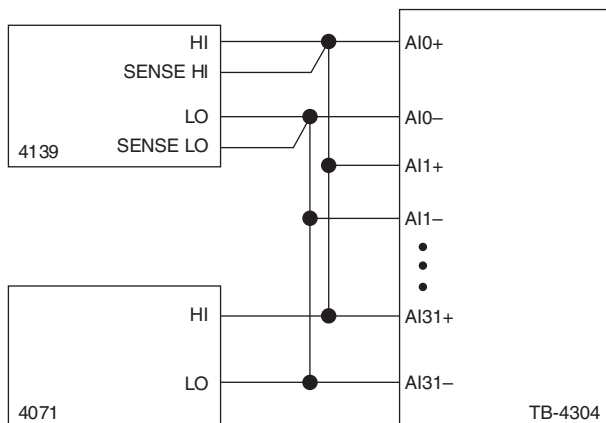 HI
SENSE HI
LO
SENSE LO
4139
HI
LO
4071
AI0+
AI0–
AI1+
AI1–
AI31+
AI31–
TB-4304